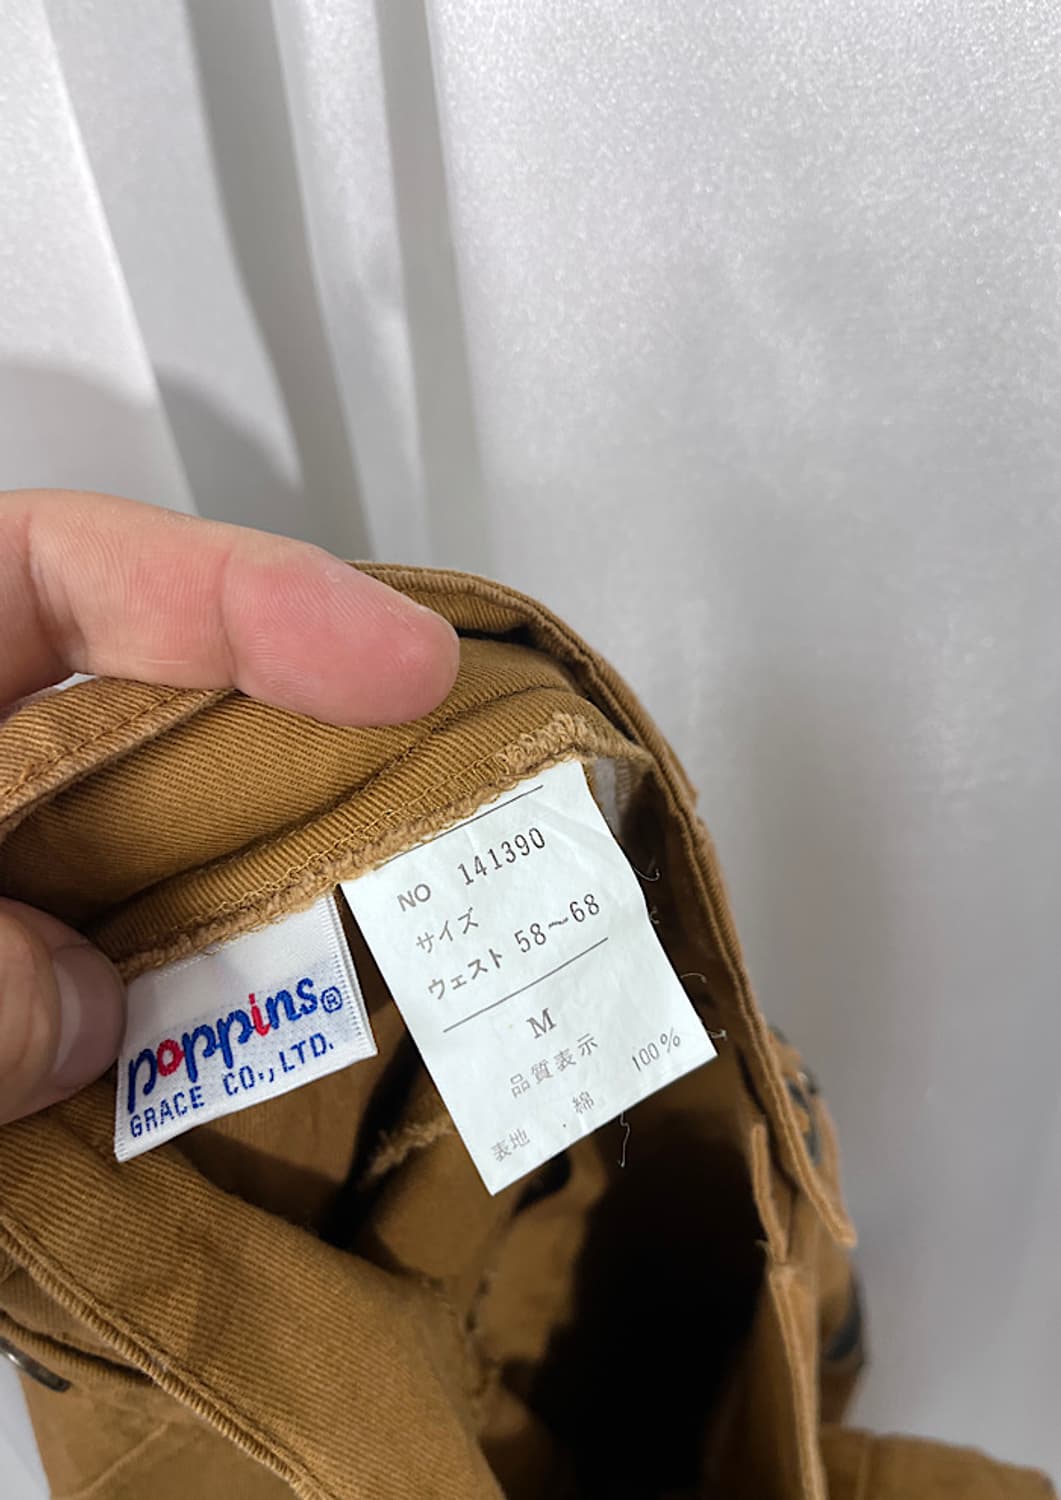 poppins®
GRACE CO., LTD.
NO 141390
サイズ
ウェスト 58〜68
M
品質表示
表地 綿 100%